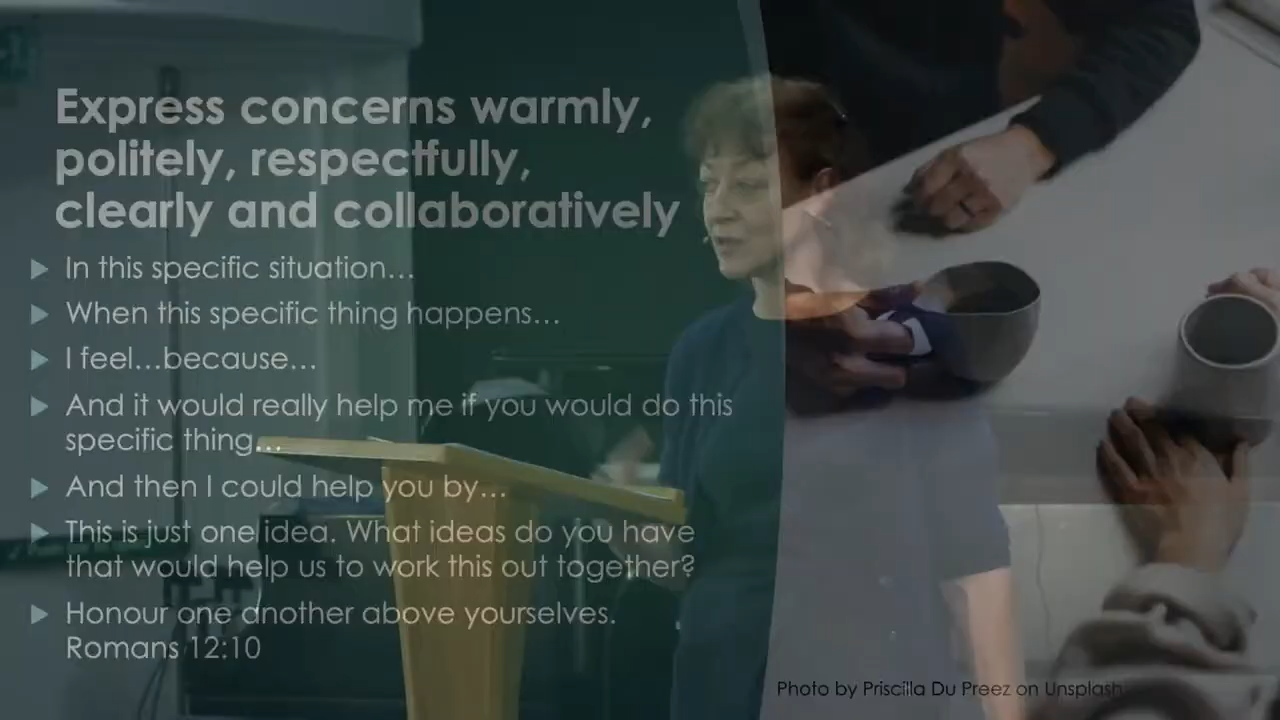 Express concerns warmly,
politely, respectfully,
clearly and collaboratively
In this specific situation…
When this specific thing happens…
I feel…because…
And it would really help me if you would do this
specific thing…
And then I could help you by…
This is just one idea. What ideas do you have
that would help us to work this out together?
Honour one another above yourselves.
Romans 12:10
Photo by Priscilla Du Preez on Unsplash